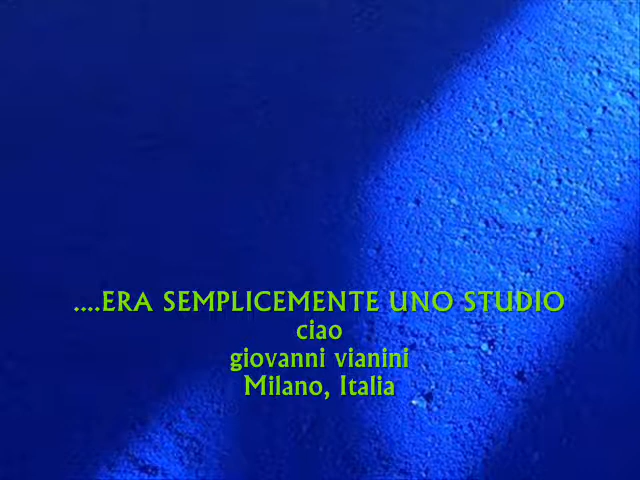 ....ERA SEMPLICEMENTE UNO STUDIO
ciao
giovanni vianini
Milano, Italia